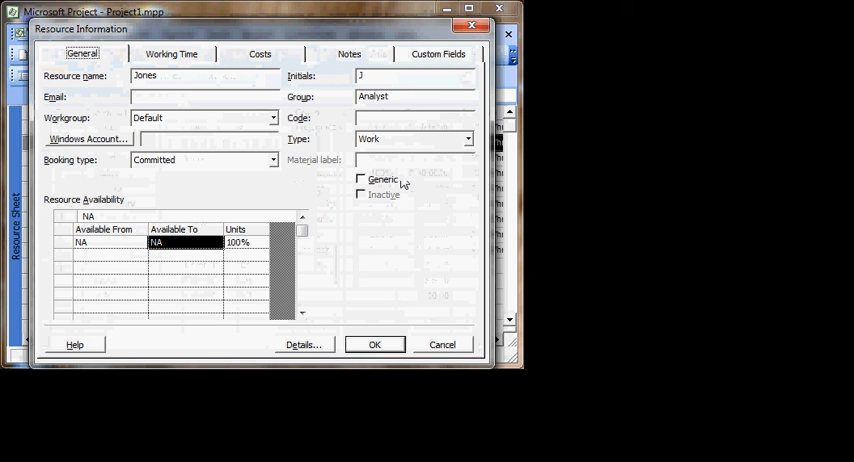 Microsoft Project - Project1.mpp
Resource Information
General Working Time Costs Notes Custom Fields
Resource name: Jones Initials: J
Email: Group: Analyst
Workgroup: Default Code:
Windows Account... Type: Work
Booking type: Committed Material label:
Generic
Inactive
Resource Availability
NA
Available From Available To Units
NA NA 100%
Help Details... OK Cancel
Resource Sheet